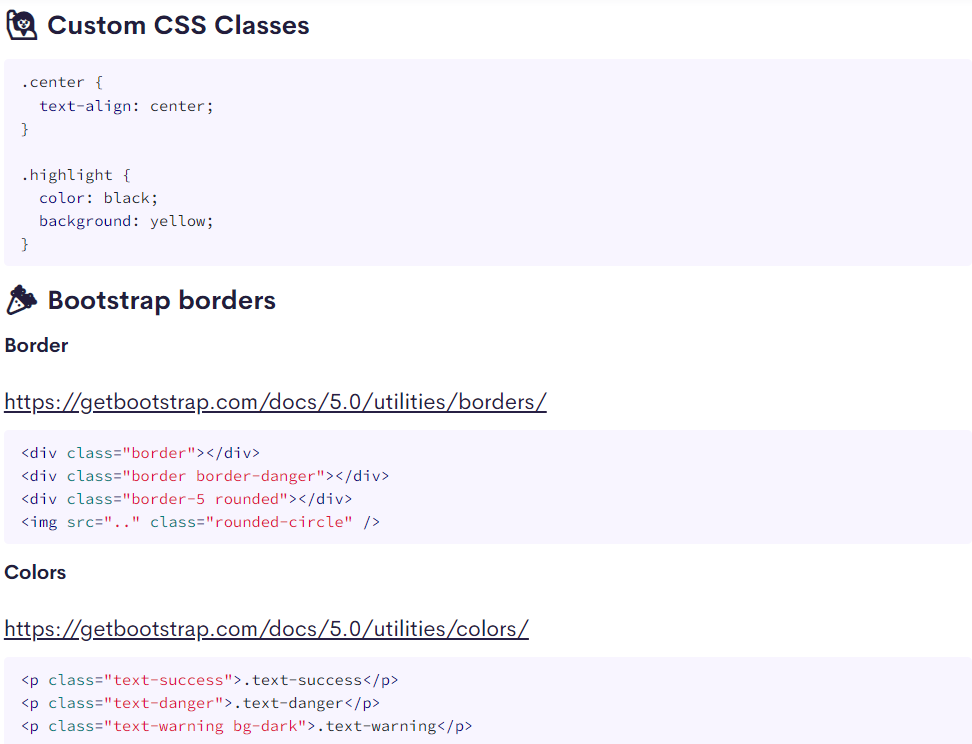 Custom CSS Classes
.center {
  text-align: center;
}
.highlight {
  color: black;
  background: yellow;
}
Bootstrap borders
Border
https://getbootstrap.com/docs/5.0/utilities/borders/
<div class="border"></div>
<div class="border border-danger"></div>
<div class="border-5 rounded"></div>
<img src=".." class="rounded-circle" />
Colors
https://getbootstrap.com/docs/5.0/utilities/colors/
<p class="text-success">.text-success</p>
<p class="text-danger">.text-danger</p>
<p class="text-warning bg-dark">.text-warning</p>